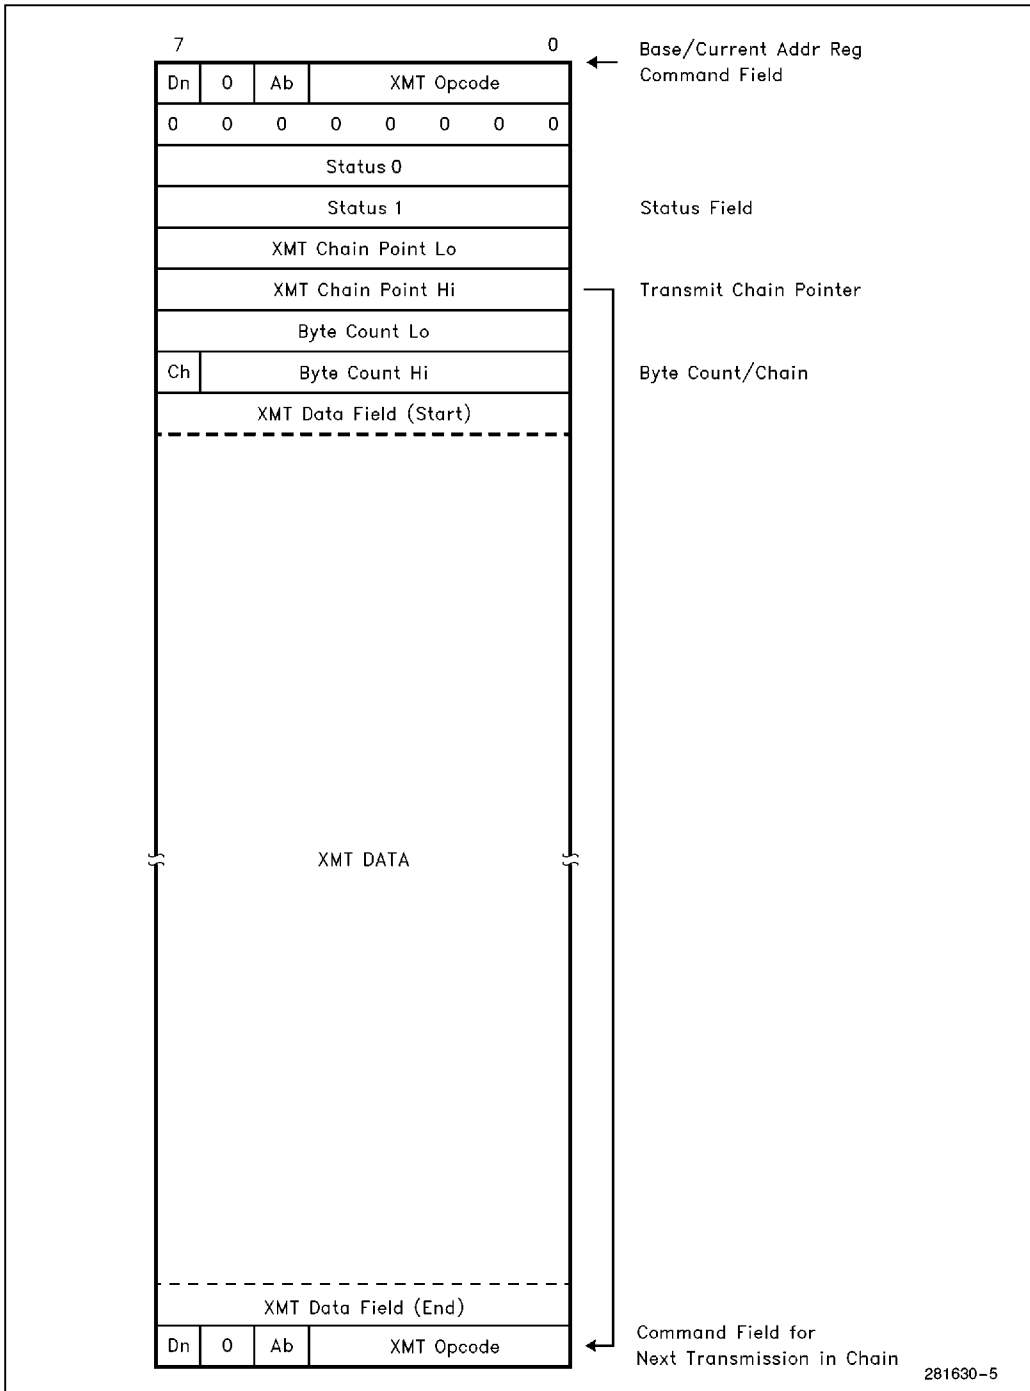 7 0
Base/Current Addr Reg
Command Field
Dn 0 Ab XMT Opcode
0 0 0 0 0 0 0 0
Status 0
Status 1 Status Field
XMT Chain Point Lo
XMT Chain Point Hi Transmit Chain Pointer
Byte Count Lo
Ch Byte Count Hi Byte Count/Chain
XMT Data Field (Start)
XMT DATA
XMT Data Field (End)
Dn 0 Ab XMT Opcode
Command Field for
Next Transmission in Chain
281630-5